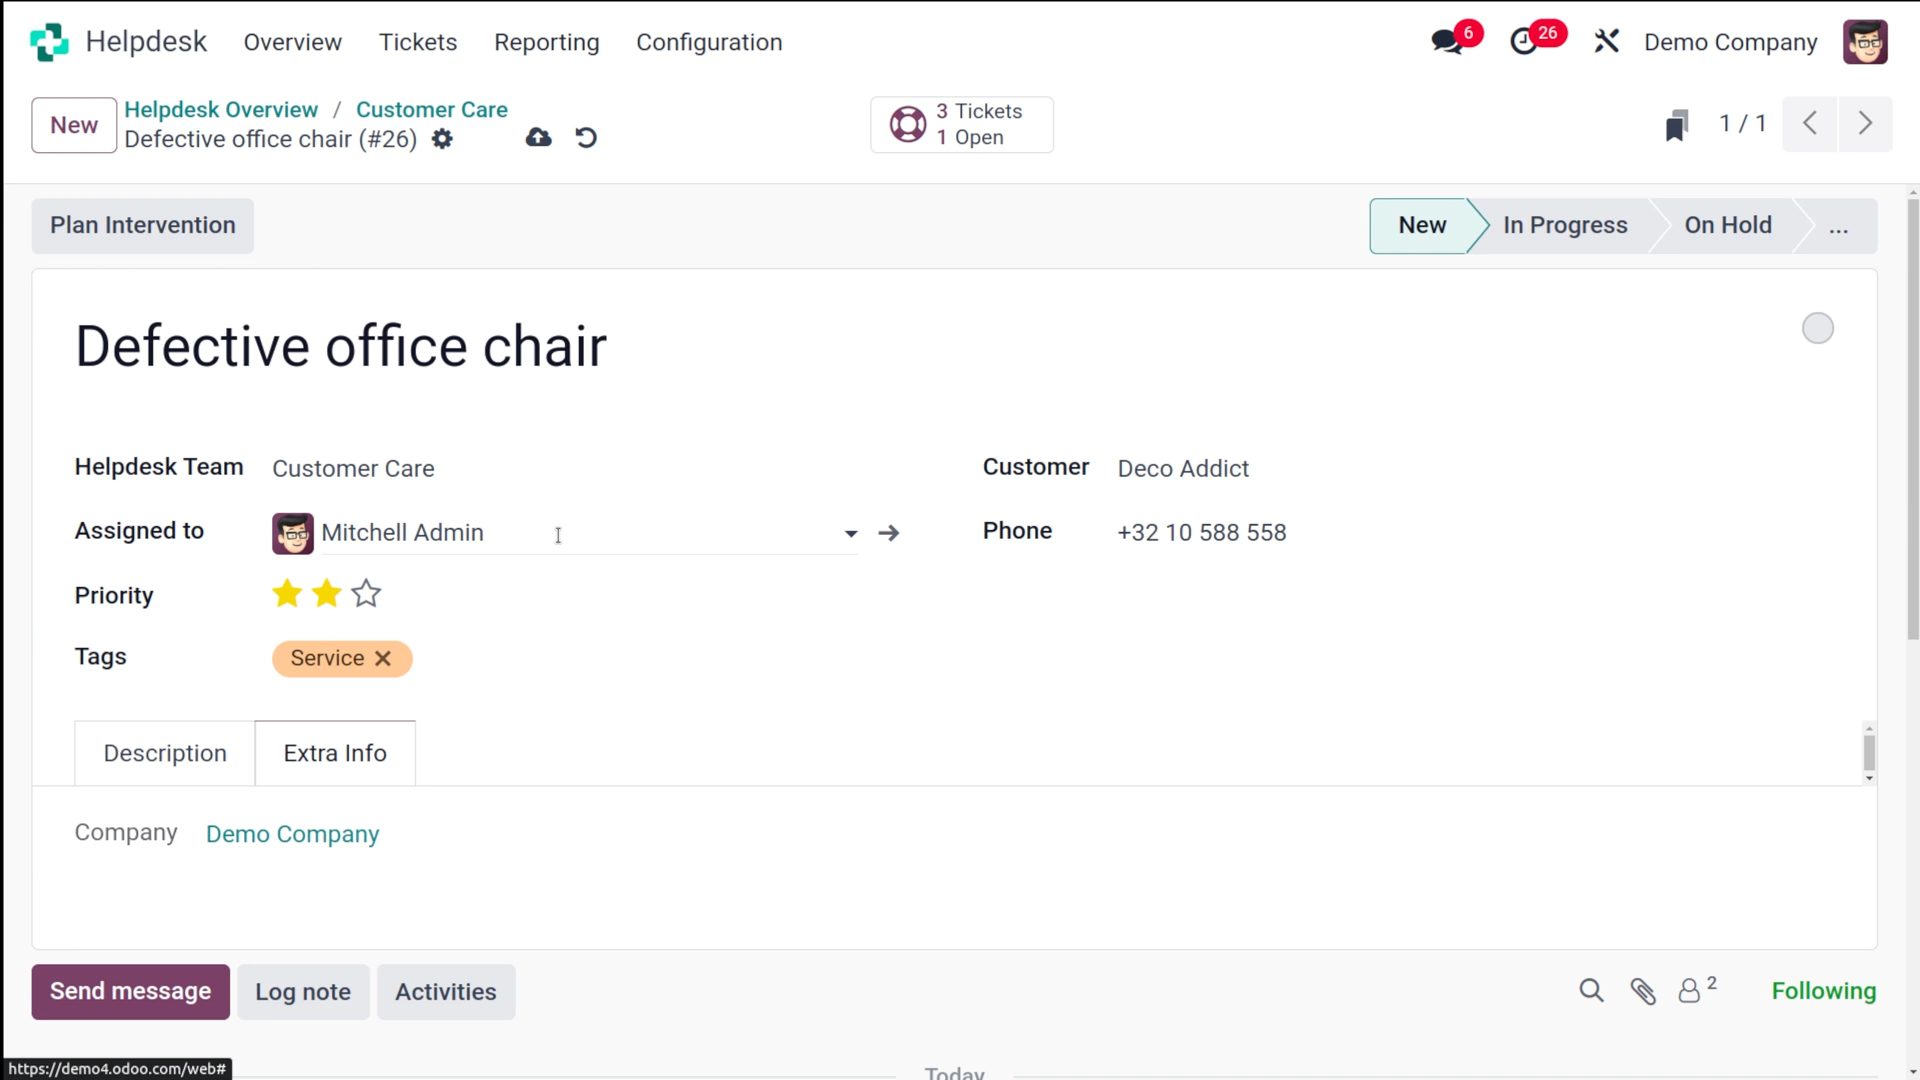 Helpdesk Overview Tickets Reporting Configuration 6 26 Demo Company
New Helpdesk Overview / Customer Care
Defective office chair (#26)
3 Tickets
1 Open
1 / 1
Plan Intervention
New In Progress On Hold ...
Defective office chair
Helpdesk Team Customer Care
Customer Deco Addict
Assigned to Mitchell Admin
Phone +32 10 588 558
Priority
Tags Service
Description Extra Info
Company Demo Company
Send message Log note Activities 2 Following
https://demo4.odoo.com/web#
Today